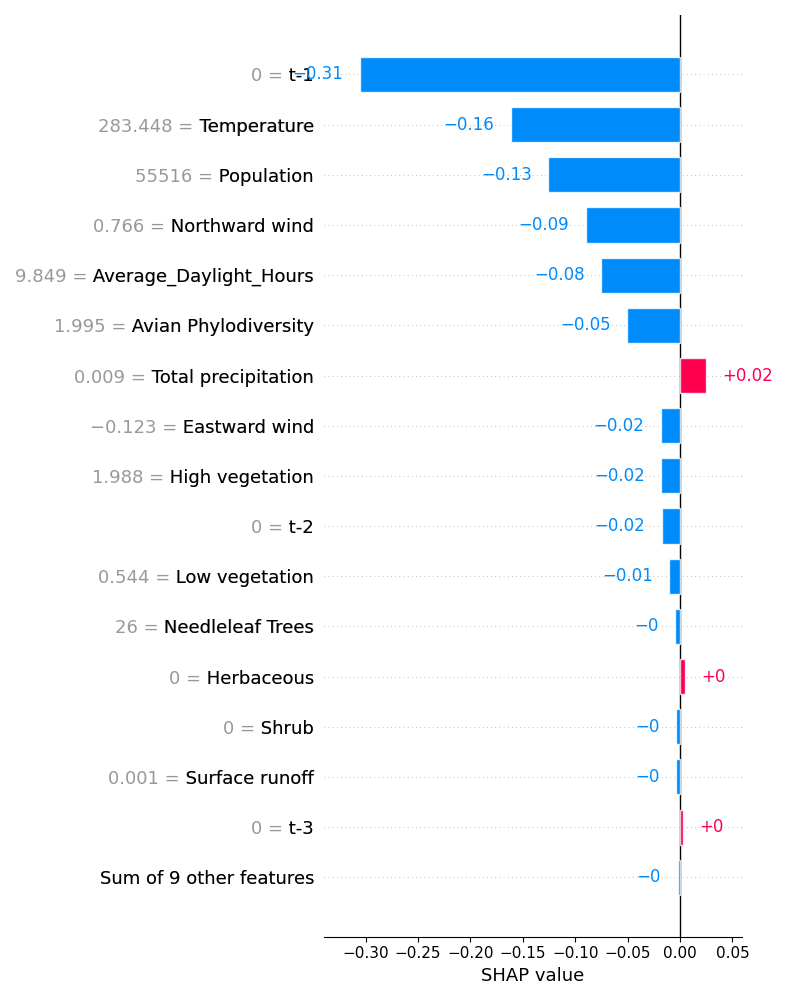 0 = t-1 −0.31
283.448 = Temperature −0.16
55516 = Population −0.13
0.766 = Northward wind −0.09
9.849 = Average_Daylight_Hours −0.08
1.995 = Avian Phylodiversity −0.05
0.009 = Total precipitation +0.02
−0.123 = Eastward wind −0.02
1.988 = High vegetation −0.02
0 = t-2 −0.02
0.544 = Low vegetation −0.01
26 = Needleleaf Trees −0
0 = Herbaceous +0
0 = Shrub −0
0.001 = Surface runoff −0
0 = t-3 +0
Sum of 9 other features −0
−0.30 −0.25 −0.20 −0.15 −0.10 −0.05 0.00 0.05
SHAP value